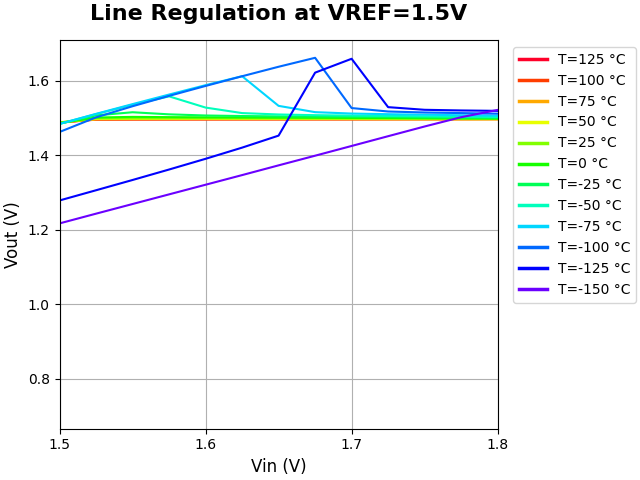 Line Regulation at VREF=1.5V
Vout (V)
1.6
1.4
1.2
1.0
0.8
1.5
1.6
1.7
1.8
Vin (V)
T=125 °C
T=100 °C
T=75 °C
T=50 °C
T=25 °C
T=0 °C
T=-25 °C
T=-50 °C
T=-75 °C
T=-100 °C
T=-125 °C
T=-150 °C